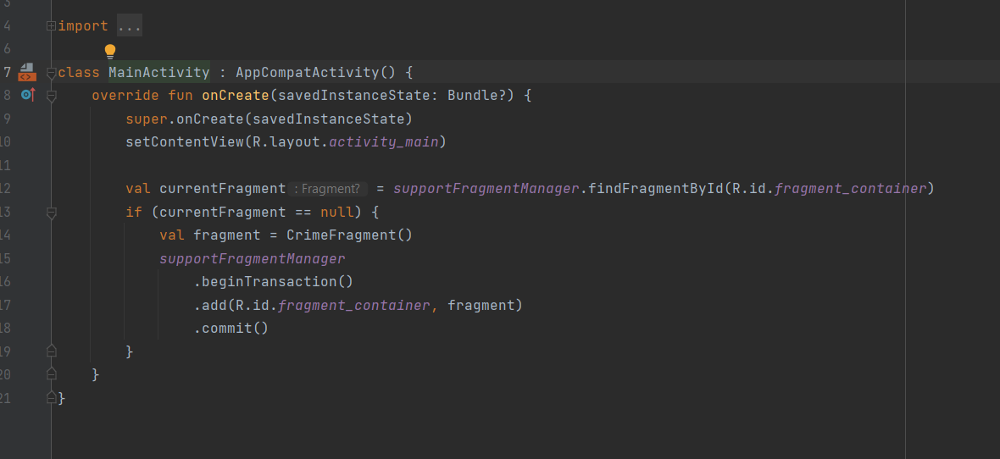 3
4 import ...
6
7 class MainActivity : AppCompatActivity() {
8 override fun onCreate(savedInstanceState: Bundle?) {
9 super.onCreate(savedInstanceState)
10 setContentView(R.layout.activity_main)
11
12 val currentFragment : Fragment? = supportFragmentManager.findFragmentById(R.id.fragment_container)
13 if (currentFragment == null) {
14 val fragment = CrimeFragment()
15 supportFragmentManager
16 .beginTransaction()
17 .add(R.id.fragment_container, fragment)
18 .commit()
19 }
20 }
21 }